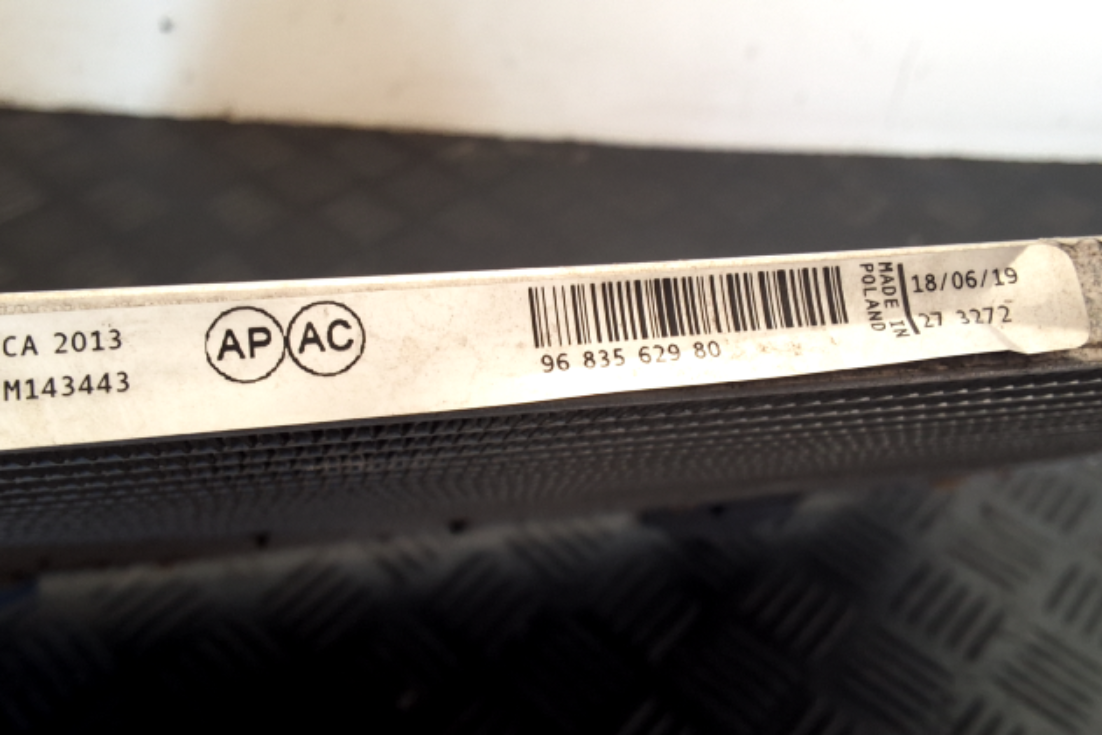 CA 2013
M143443
AP AC
96 835 629 80
MADE IN
POLAND
18/06/19
27 3272